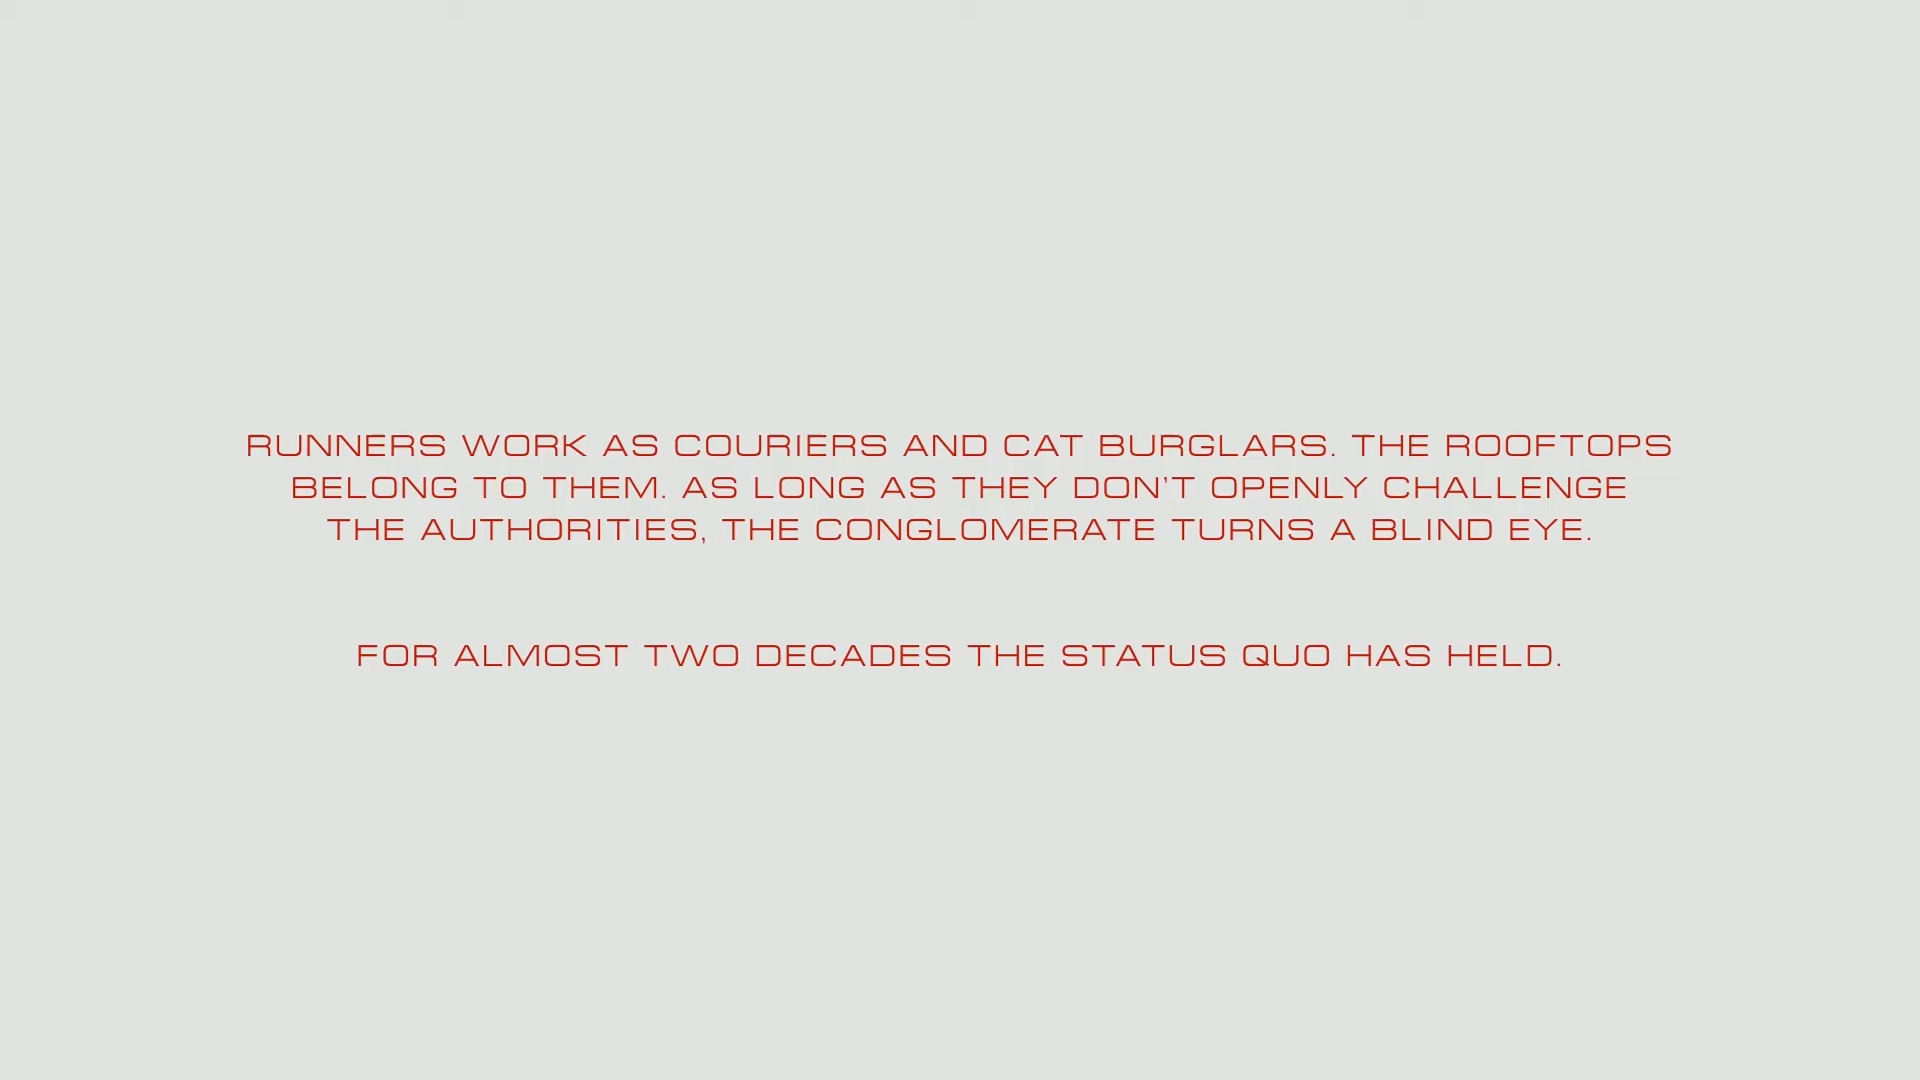 RUNNERS WORK AS COURIERS AND CAT BURGLARS. THE ROOFTOPS
BELONG TO THEM. AS LONG AS THEY DON'T OPENLY CHALLENGE
THE AUTHORITIES, THE CONGLOMERATE TURNS A BLIND EYE.
FOR ALMOST TWO DECADES THE STATUS QUO HAS HELD.